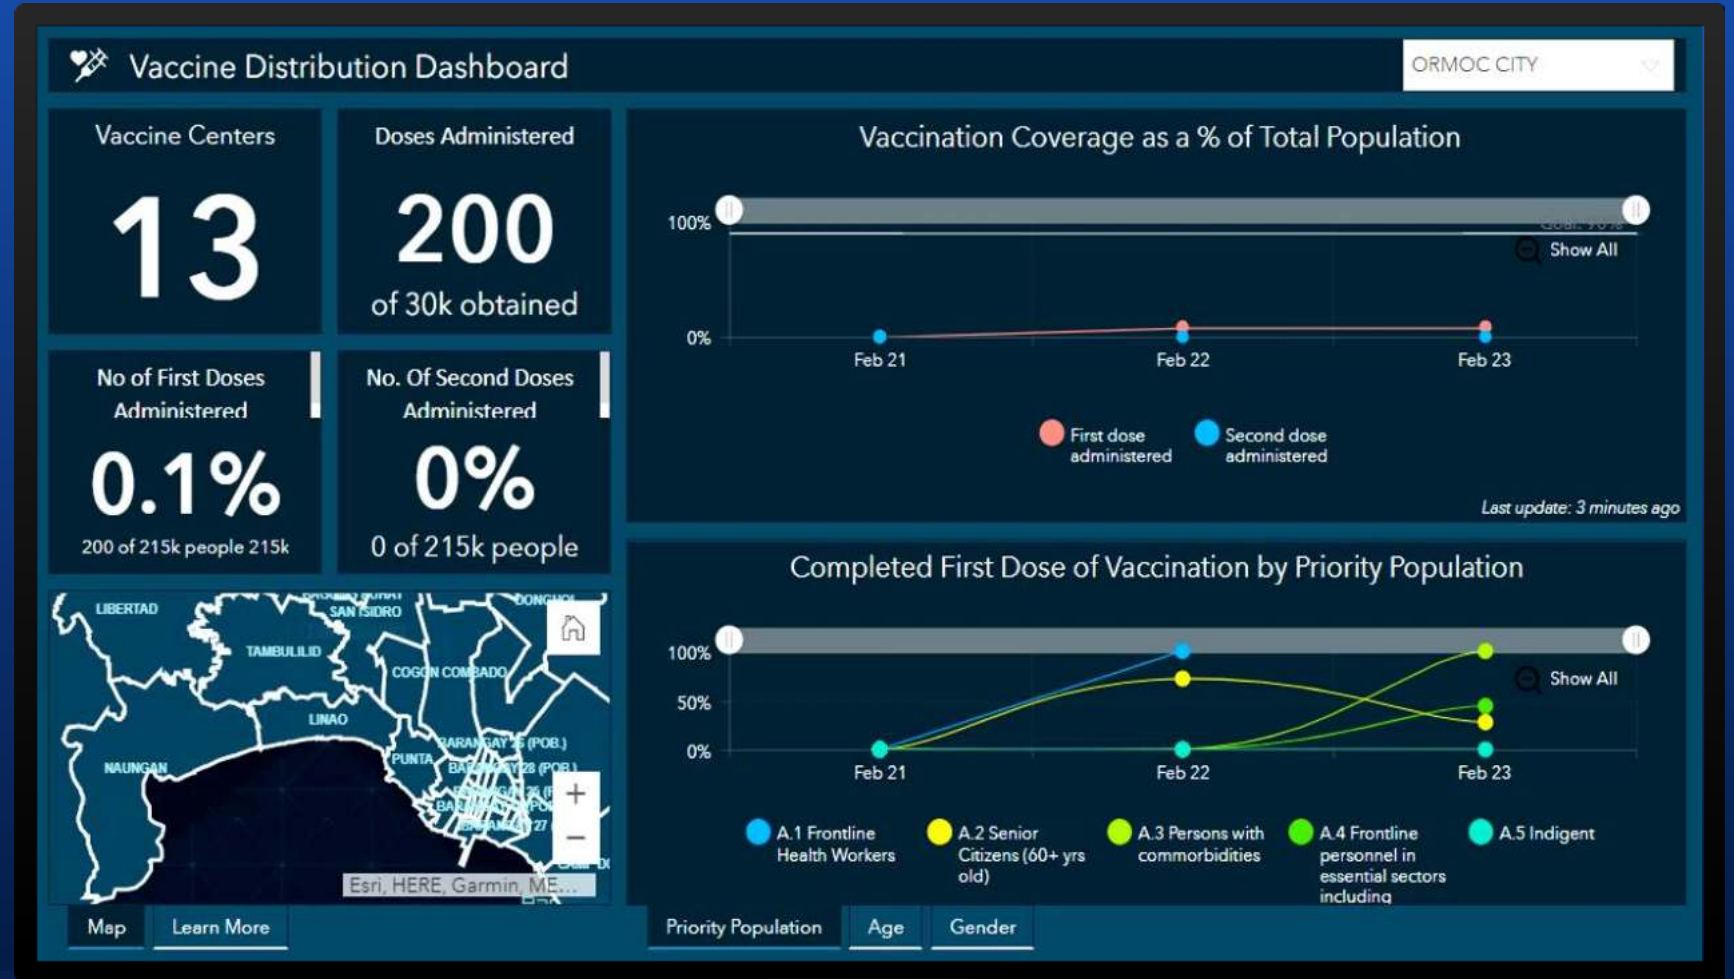 Vaccine Distribution Dashboard
ORMOC CITY
Vaccine Centers
13
Doses Administered
200
of 30k obtained
No of First Doses
Administered
0.1%
200 of 215k people 215k
No. Of Second Doses
Administered
0%
0 of 215k people
LIBERTAD
SAN ISIDRO
TAMBULILID
COGON COMBADO
LINAO
NAUNGAN
PUNTA
BARANGAY 28 (POB.)
+
−
Esri, HERE, Garmin, ME...
Map
Learn More
Vaccination Coverage as a % of Total Population
100%
Goal: 90%
Show All
0%
Feb 21
Feb 22
Feb 23
First dose
administered
Second dose
administered
Last update: 3 minutes ago
Completed First Dose of Vaccination by Priority Population
100%
Show All
50%
0%
Feb 21
Feb 22
Feb 23
A.1 Frontline
Health Workers
A.2 Senior
Citizens (60+ yrs
old)
A.3 Persons with
commorbidities
A.4 Frontline
personnel in
essential sectors
including
A.5 Indigent
Priority Population
Age
Gender